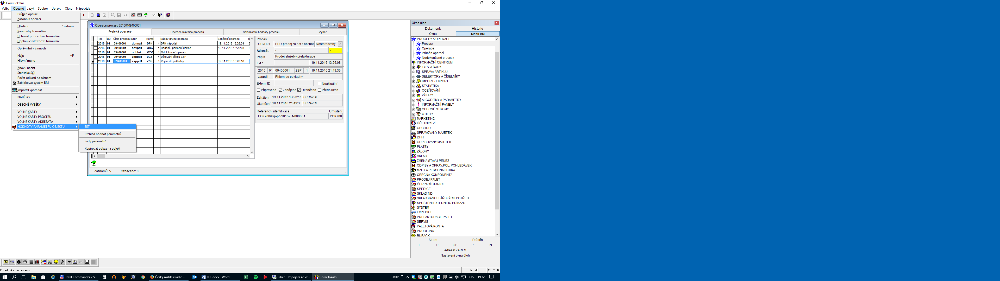 Corax lokální
Volby Obecné Jazyk Soubor Úpravy Okno Nápověda
Průběh operací
Zásobník operací
Hledání ^nahoru
Parametry formuláře
Uchovat pozici okna formuláře
Doplňující vlastnosti formuláře
Oprávnění k činnosti
Najít ^F
Hlavní menu
Znovu načíst
Statistika SQL
Počet odkazů na záznam
Zablokovat systém BM
Import/Export dat
NABÍDKY
OBECNÉ VÝBĚRY
VOLNÉ KARTY
VOLNÉ KARTY PROCESU
VOLNÉ KARTY ADRESÁTA
HODNOTY PARAMETRŮ OBJEKTU
EET
Přehled hodnot parametrů
Sady parametrů
Kopírovat odkaz na objekt
Operace procesu 20160109400001
Fyzická operace Operace hlavního procesu Saldokontní hodnoty procesu Výběr
Rok IDÚ Číslo procesu Druh Komp Název druhu operace Zahájení operace U
2016 01 09400001 dpnna1 DPH 1 DPH nápočet 19.11.2016 13:26:09
2016 01 09400001 obvpd1 OBC 1 Dodání - pokladní doklad 19.11.2016 13:26:08
2016 01 09400001 odblok VYV 1 Odblokovač operací
2016 01 09400001 zsppd1 UCE 1 Účtování příjmu ZSP
2016 01 09400001 zsppd1 ZSP 1 Příjem do pokladny 19.11.2016 13:26:16
Záznamů: 5 Označeno: 0
Proces
OBVH01 PPD-prodej za hot.z obchod Nestornovaný
Adresát - -
Popis Prodej služeb - přefakturace
Ext.č. 19.11.2016 13:26:08
2016 01 09400001 ZSP 1 19.11.2016 21:49:33
zsppd1 Příjem do pokladny
Externí ID Neaktuální
Připravena Zahájena Ukončena Předb.ukon.
Zahájení 19.11.2016 13:26:16 SPRÁVCE
Ukončení 19.11.2016 21:49:33 SPRÁVCE
Referenční identifikace Umístění
POK700/zsp-pri/2016-01-000001 POK700
Okno úloh
Dokumenty Historie
Okna Menu BM
PROCESY A OPERACE
Procesy
Operace
Průběh operací
Nedokončené procesy
INFORMAČNÍ CENTRUM
TYPY A ŘADY
SPRÁVA ARTIKLU
SELEKTORY A ČÍSELNÍKY
IMPORT / EXPORT
STATISTIKA
OCEŇOVÁNÍ
VÝKAZY
ALGORITMY A PARAMETRY
INFORMAČNÍ PANELY
OBECNÉ STROMY
UTILITY
MARKETING
ÚČETNICTVÍ
OBCHOD
SPRAVOVANÝ MAJETEK
DPH
ODPISOVANÝ MAJETEK
PLATBY
ZÁLOHY
SKLAD
ZMĚNA STAVU PENĚZ
ODPISY A OPRAV.POL. POHLEDÁVEK
MZDY A PERSONALISTIKA
OBECNÁ KOMPONENTA
PRODEJ PALET
ČERPACÍ STANICE
SPEDICE
SKLAD ND
SKLAD KANCELÁŘSKÝCH POTŘEB
SPUŠTĚNÍ EXTERNÍHO PŘÍKAZU
SYSTÉM
EXPEDICE
PŘEFAKTURACE PALET
SERVIS
PALETOVÁ KONTA
PRODEJNA
BUPACK
Strom Průběh
F O OP P N
Adresát v ARES
Nastavení okna úloh
Pořadové číslo procesu NUM 19:32:06
Total Commander 7.5... Český rozhlas Radio ... EET.docx - Word Biber – Připojení ke vz... Corax lokální .RDP CES 19:32